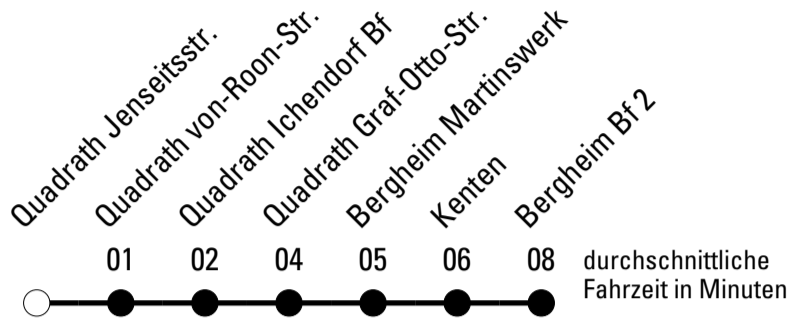 Quadrath Jenseitsstr.
Quadrath von-Roon-Str.
Quadrath Ichendorf Bf
Quadrath Graf-Otto-Str.
Bergheim Martinswerk
Kenten
Bergheim Bf 2
01 02 04 05 06 08 durchschnittliche
Fahrzeit in Minuten